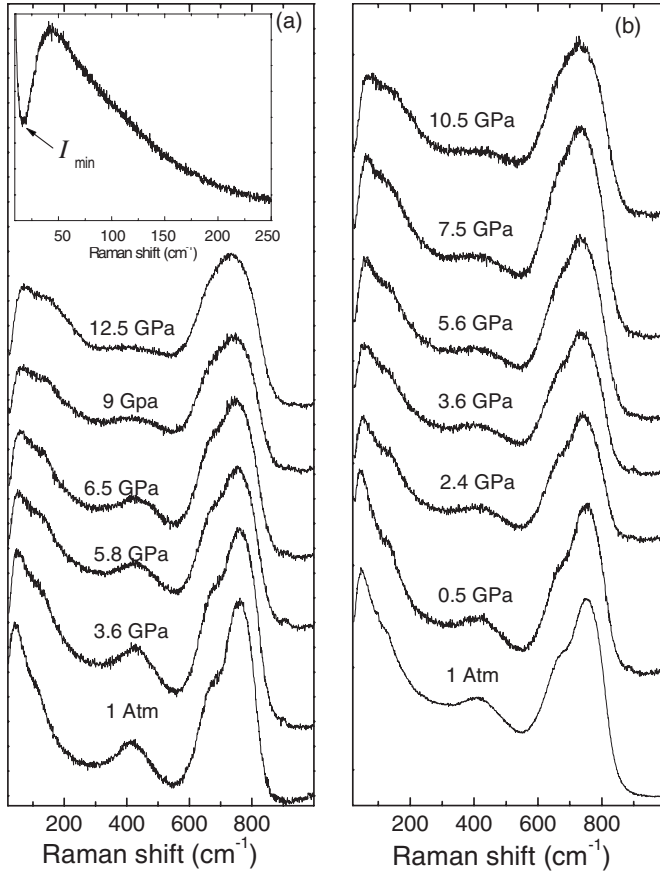 (a)
I min
50 100 150 200 250
Raman shift (cm⁻¹)
12.5 GPa
9 Gpa
6.5 GPa
5.8 GPa
3.6 GPa
1 Atm
200 400 600 800
Raman shift (cm⁻¹)
(b)
10.5 GPa
7.5 GPa
5.6 GPa
3.6 GPa
2.4 GPa
0.5 GPa
1 Atm
200 400 600 800
Raman shift (cm⁻¹)